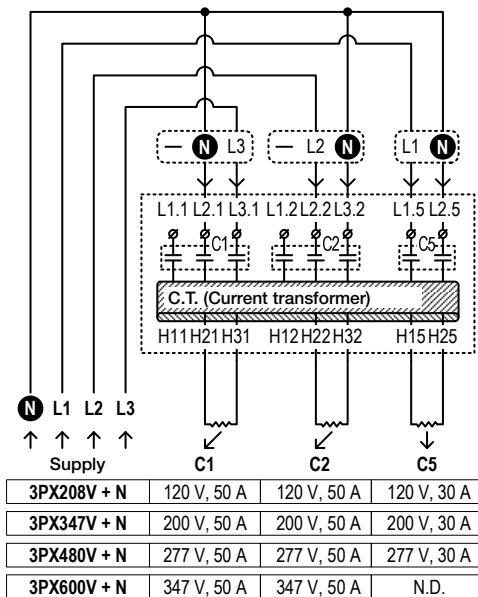 — N L3
— L2 N
L1 N
L1.1 L2.1 L3.1
L1.2 L2.2 L3.2
L1.5 L2.5
C1
C2
C5
C.T. (Current transformer)
H11 H21 H31
H12 H22 H32
H15 H25
N L1 L2 L3
Supply C1 C2 C5
3PX208V + N 120 V, 50 A 120 V, 50 A 120 V, 30 A
3PX347V + N 200 V, 50 A 200 V, 50 A 200 V, 30 A
3PX480V + N 277 V, 50 A 277 V, 50 A 277 V, 30 A
3PX600V + N 347 V, 50 A 347 V, 50 A N.D.